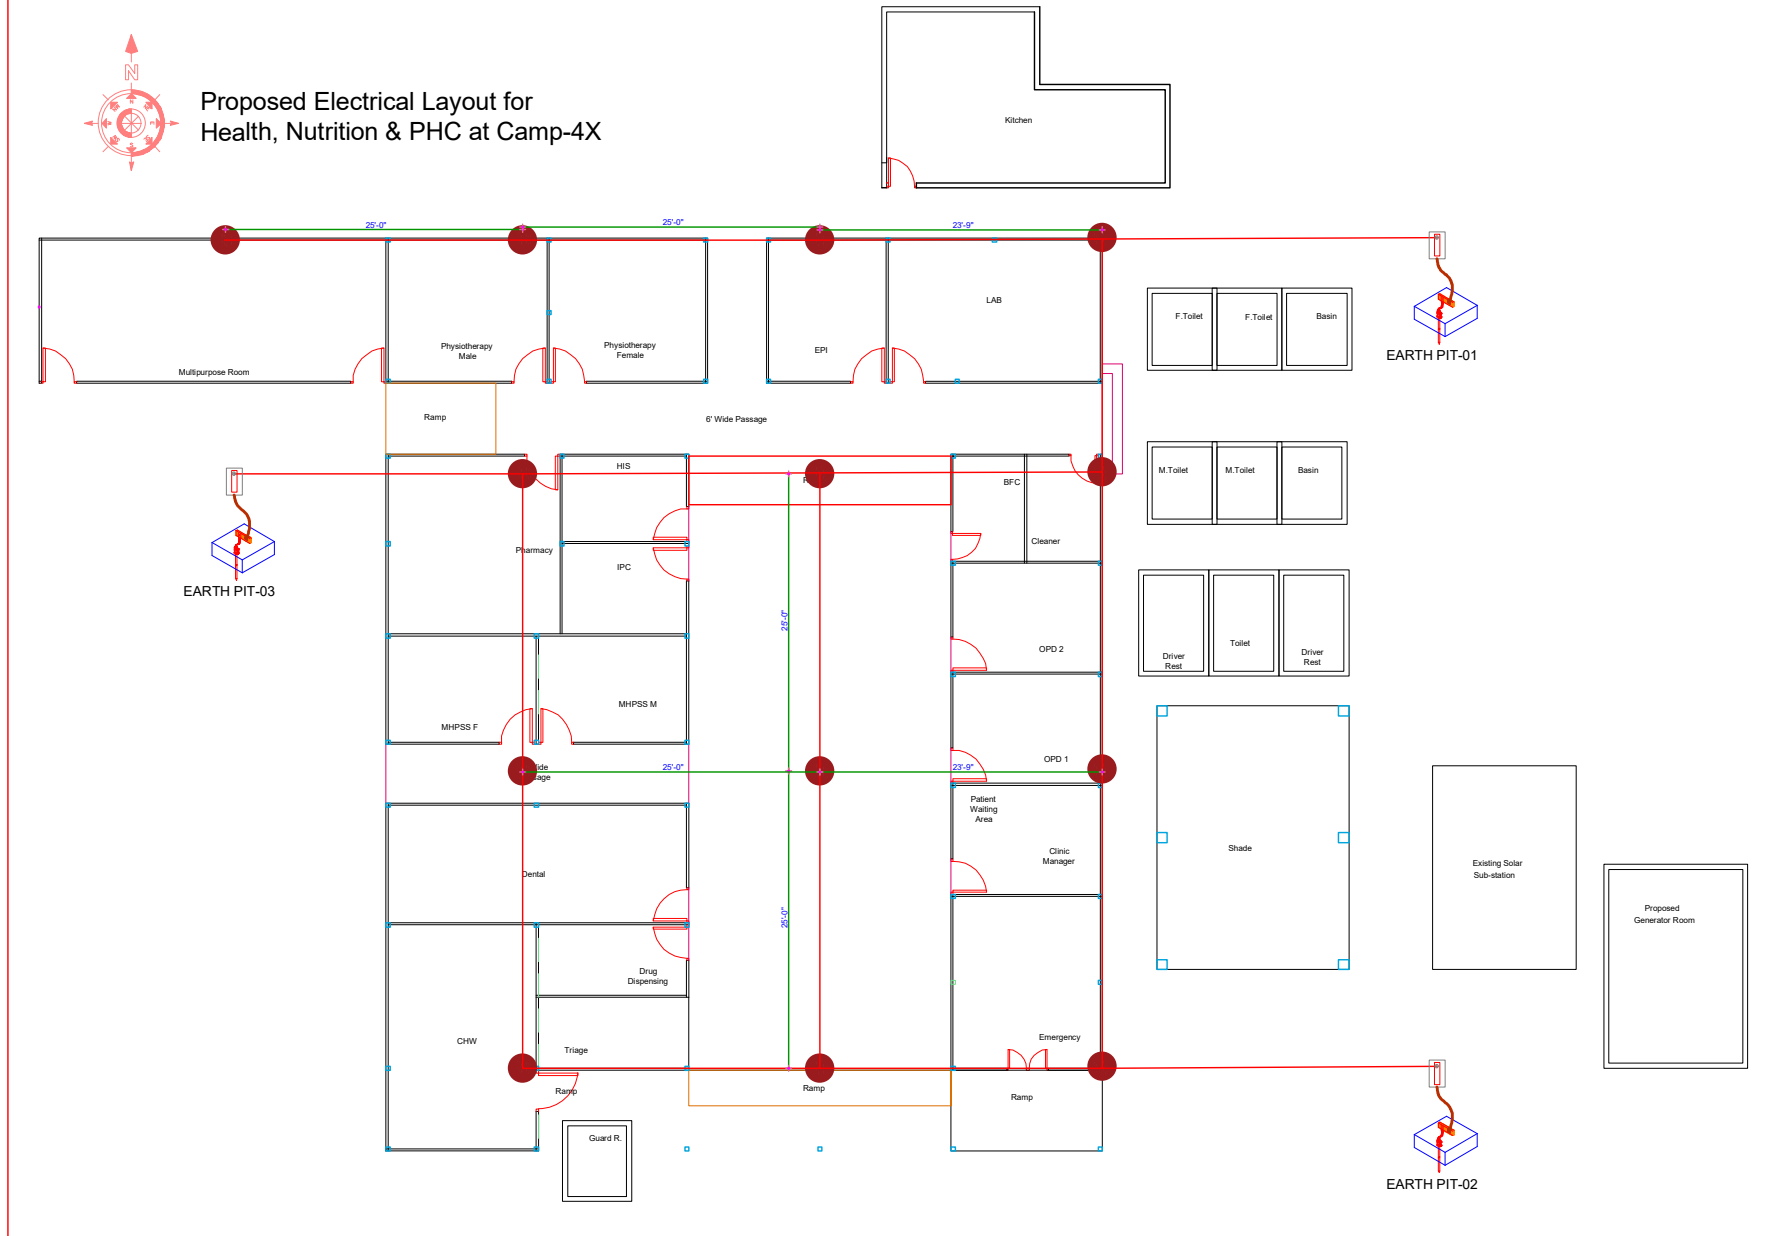 N
Proposed Electrical Layout for
Health, Nutrition & PHC at Camp-4X
Kitchen
25'-0"
25'-0"
23'-9"
LAB
F.Toilet
F.Toilet
Basin
Physiotherapy
Male
Physiotherapy
Female
EPI
EARTH PIT-01
Multipurpose Room
Ramp
6' Wide Passage
HIS
M.Toilet
M.Toilet
Basin
BFC
Pharmacy
Cleaner
IPC
EARTH PIT-03
25'-0"
OPD 2
Toilet
Driver
Rest
Driver
Rest
MHPSS M
MHPSS F
OPD 1
25'-0"
23'-9"
Patient
Waiting
Area
Clinic
Manager
Shade
Existing Solar
Sub-station
Dental
25'-0"
Proposed
Generator Room
Drug
Dispensing
CHW
Triage
Emergency
Ramp
Ramp
Ramp
Guard R.
EARTH PIT-02